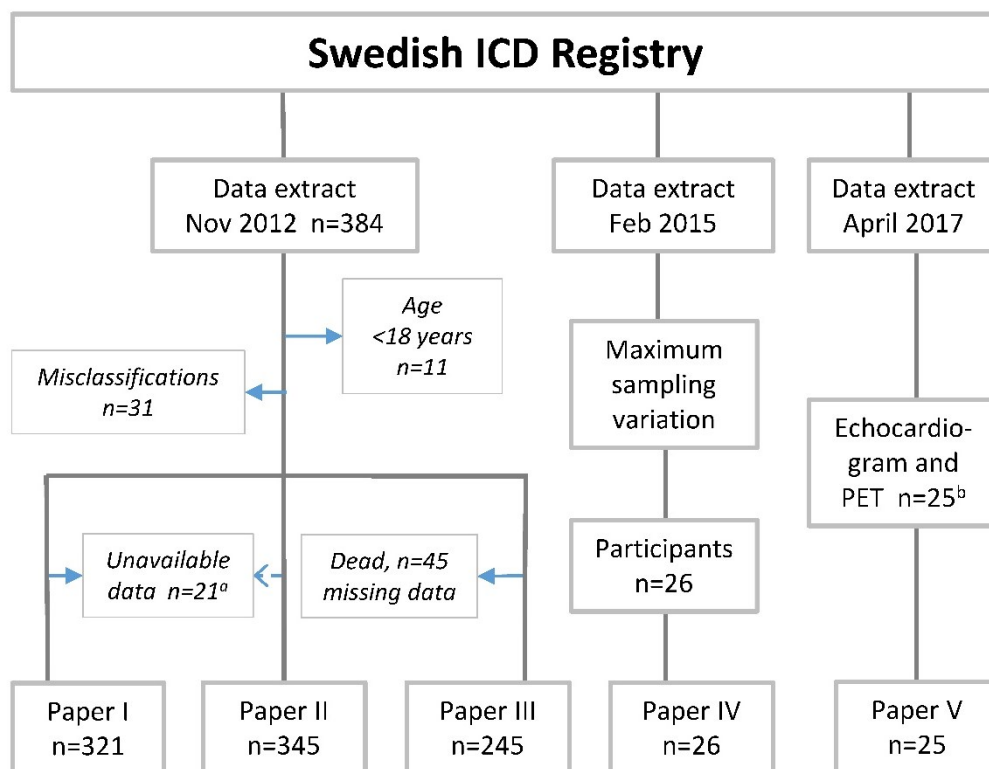 Swedish ICD Registry
Data extract
Nov 2012  n=384
Data extract
Feb 2015
Data extract
April 2017
Age
<18 years
n=11
Misclassifications
n=31
Maximum
sampling
variation
Echocardio-
gram and
PET  n=25ᵇ
Unavailable
data  n=21ᵃ
Dead, n=45
missing data
Participants
n=26
Paper I
n=321
Paper II
n=345
Paper III
n=245
Paper IV
n=26
Paper V
n=25